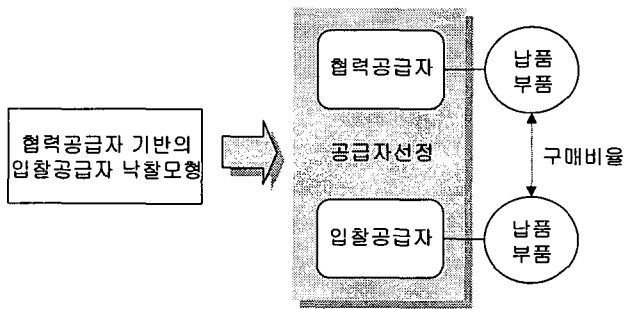 협력공급자 기반의
입찰공급자 낙찰모형
협력공급자
공급자선정
입찰공급자
납품
부품
구매비율
납품
부품